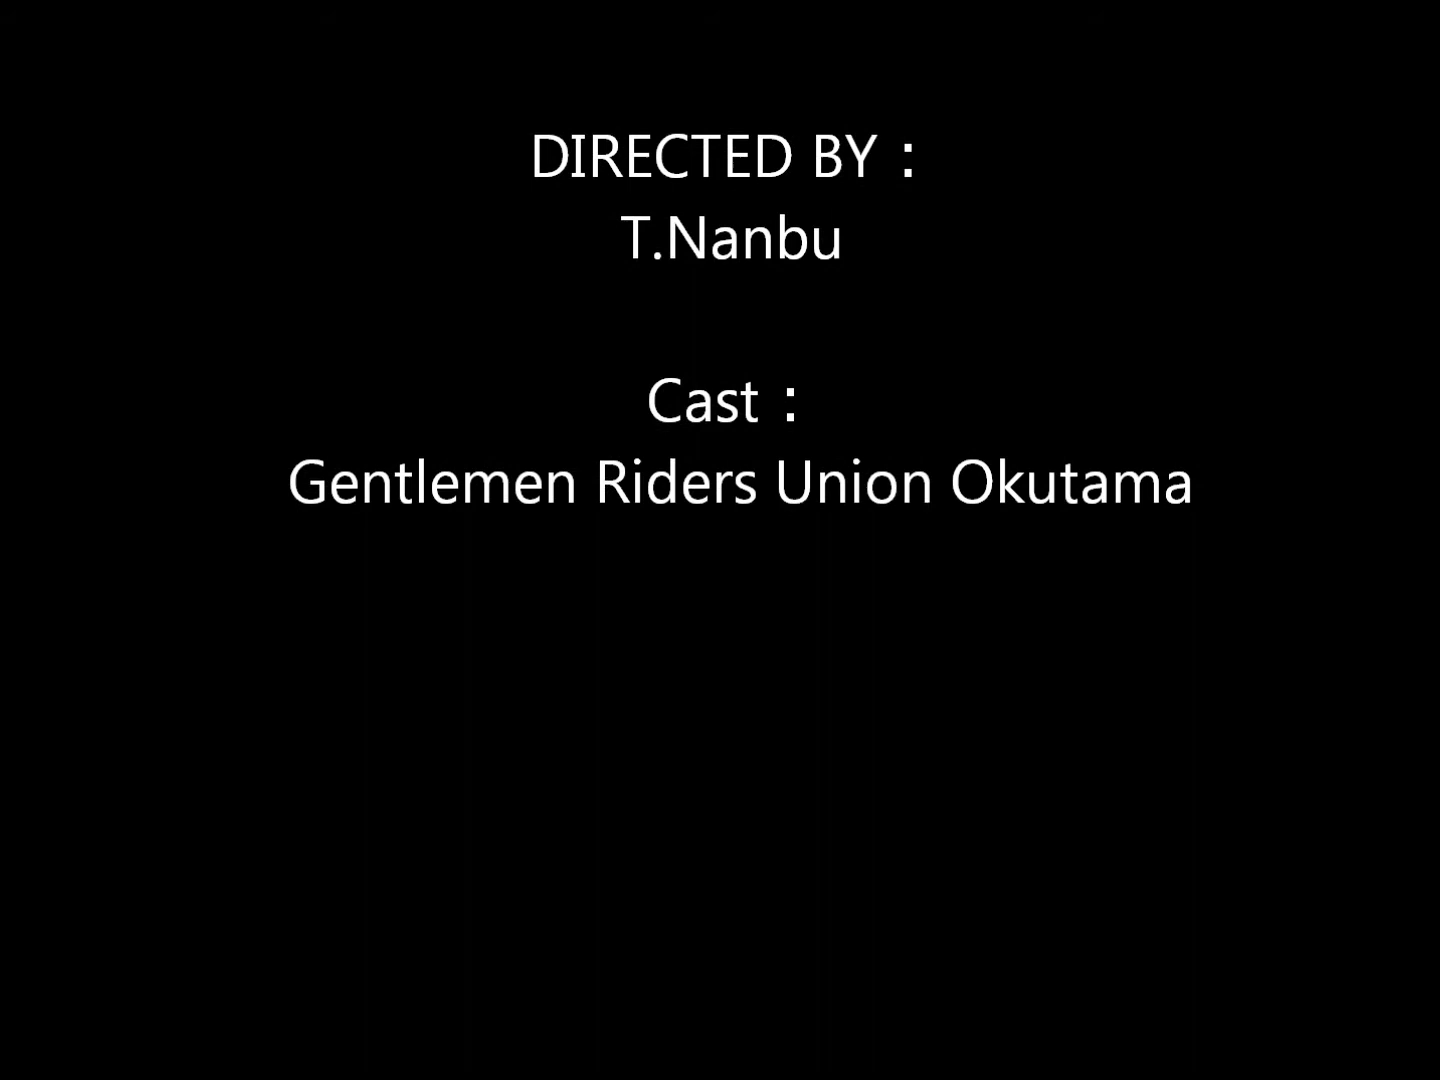 DIRECTED BY：
T.Nanbu
Cast：
Gentlemen Riders Union Okutama